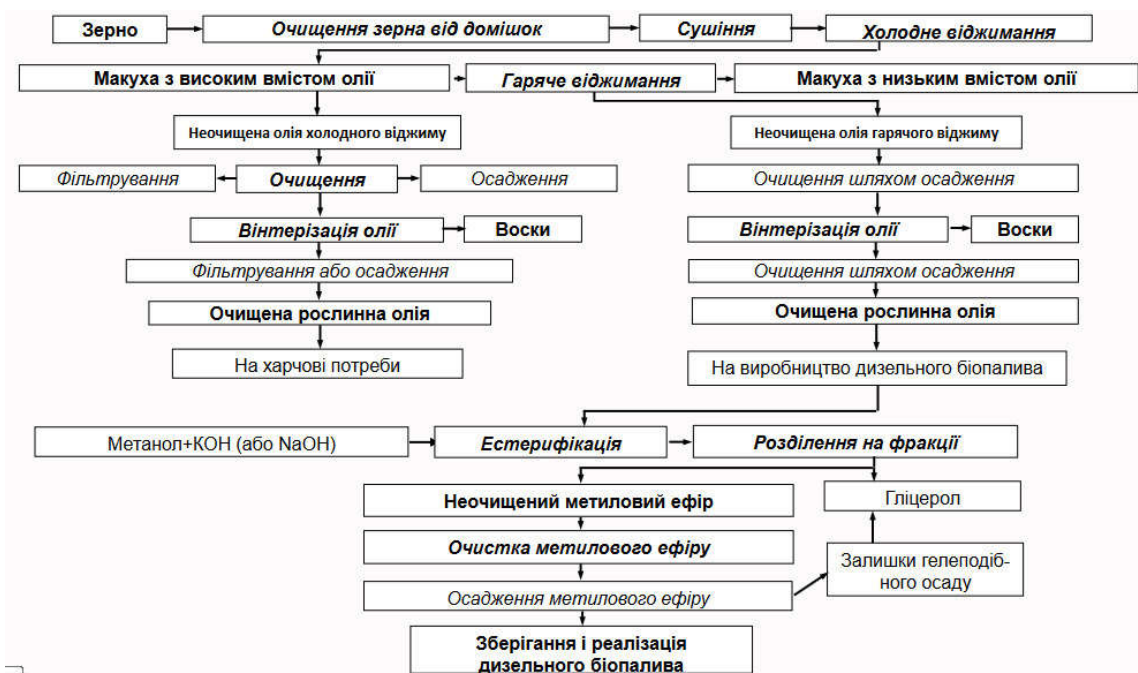 Зерно
Очищення зерна від домішок
Сушіння
Холодне віджимання
Макуха з високим вмістом олії
Гаряче віджимання
Макуха з низьким вмістом олії
Неочищена олія холодного віджиму
Неочищена олія гарячого віджиму
Фільтрування
Очищення
Осадження
Очищення шляхом осадження
Вінтерізація олії
Воски
Вінтерізація олії
Воски
Фільтрування або осадження
Очищення шляхом осадження
Очищена рослинна олія
Очищена рослинна олія
На харчові потреби
На виробництво дизельного біопалива
Метанол+КОН (або NaOH)
Естерифікація
Розділення на фракції
Неочищений метиловий ефір
Гліцерол
Очистка метилового ефіру
Залишки гелеподіб-
ного осаду
Осадження метилового ефіру
Зберігання і реалізація
дизельного біопалива